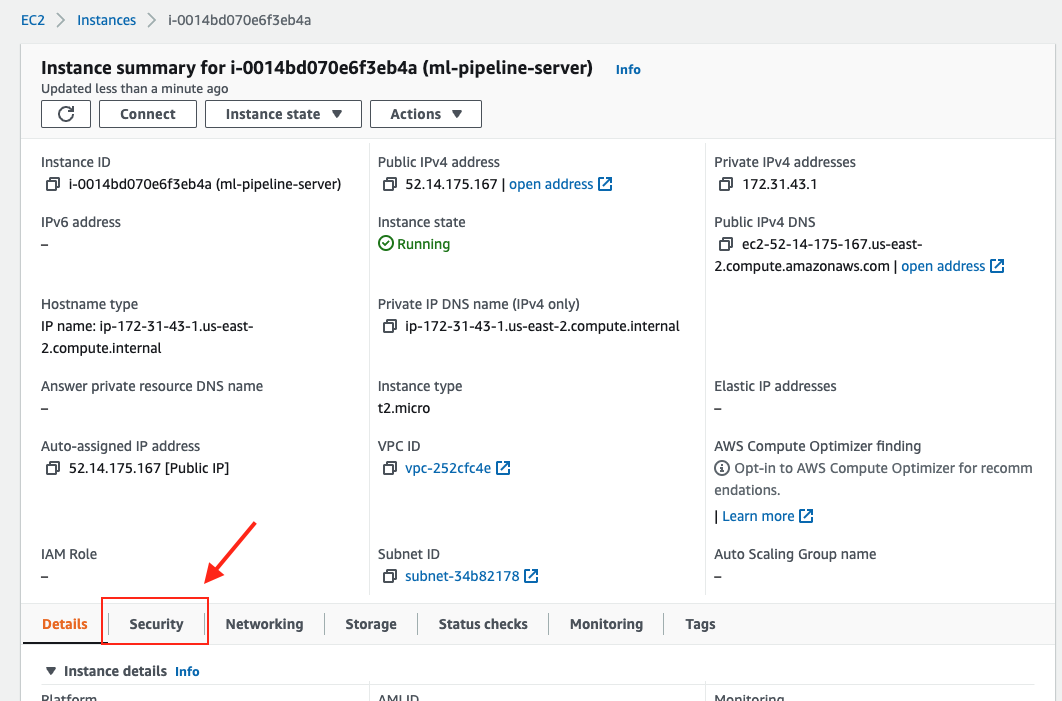 EC2 > Instances > i-0014bd070e6f3eb4a
Instance summary for i-0014bd070e6f3eb4a (ml-pipeline-server) Info
Updated less than a minute ago
Connect Instance state Actions
Instance ID
i-0014bd070e6f3eb4a (ml-pipeline-server)
Public IPv4 address
52.14.175.167 | open address
Private IPv4 addresses
172.31.43.1
IPv6 address
–
Instance state
Running
Public IPv4 DNS
ec2-52-14-175-167.us-east-
2.compute.amazonaws.com | open address
Hostname type
IP name: ip-172-31-43-1.us-east-
2.compute.internal
Private IP DNS name (IPv4 only)
ip-172-31-43-1.us-east-2.compute.internal
Answer private resource DNS name
–
Instance type
t2.micro
Elastic IP addresses
–
Auto-assigned IP address
52.14.175.167 [Public IP]
VPC ID
vpc-252cfc4e
AWS Compute Optimizer finding
Opt-in to AWS Compute Optimizer for recomm
endations.
| Learn more
IAM Role
–
Subnet ID
subnet-34b82178
Auto Scaling Group name
–
Details Security Networking Storage Status checks Monitoring Tags
Instance details Info
Platform AMI ID Monitoring